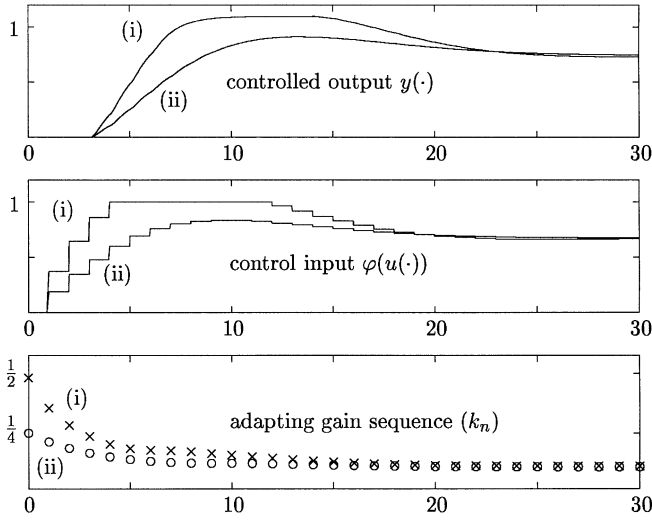 1
(i)
(ii)
controlled output y(·)
0 10 20 30
1
(i)
(ii)
control input φ(u(·))
0 10 20 30
1/2
(i)
1/4
adapting gain sequence (kₙ)
(ii)
0 10 20 30